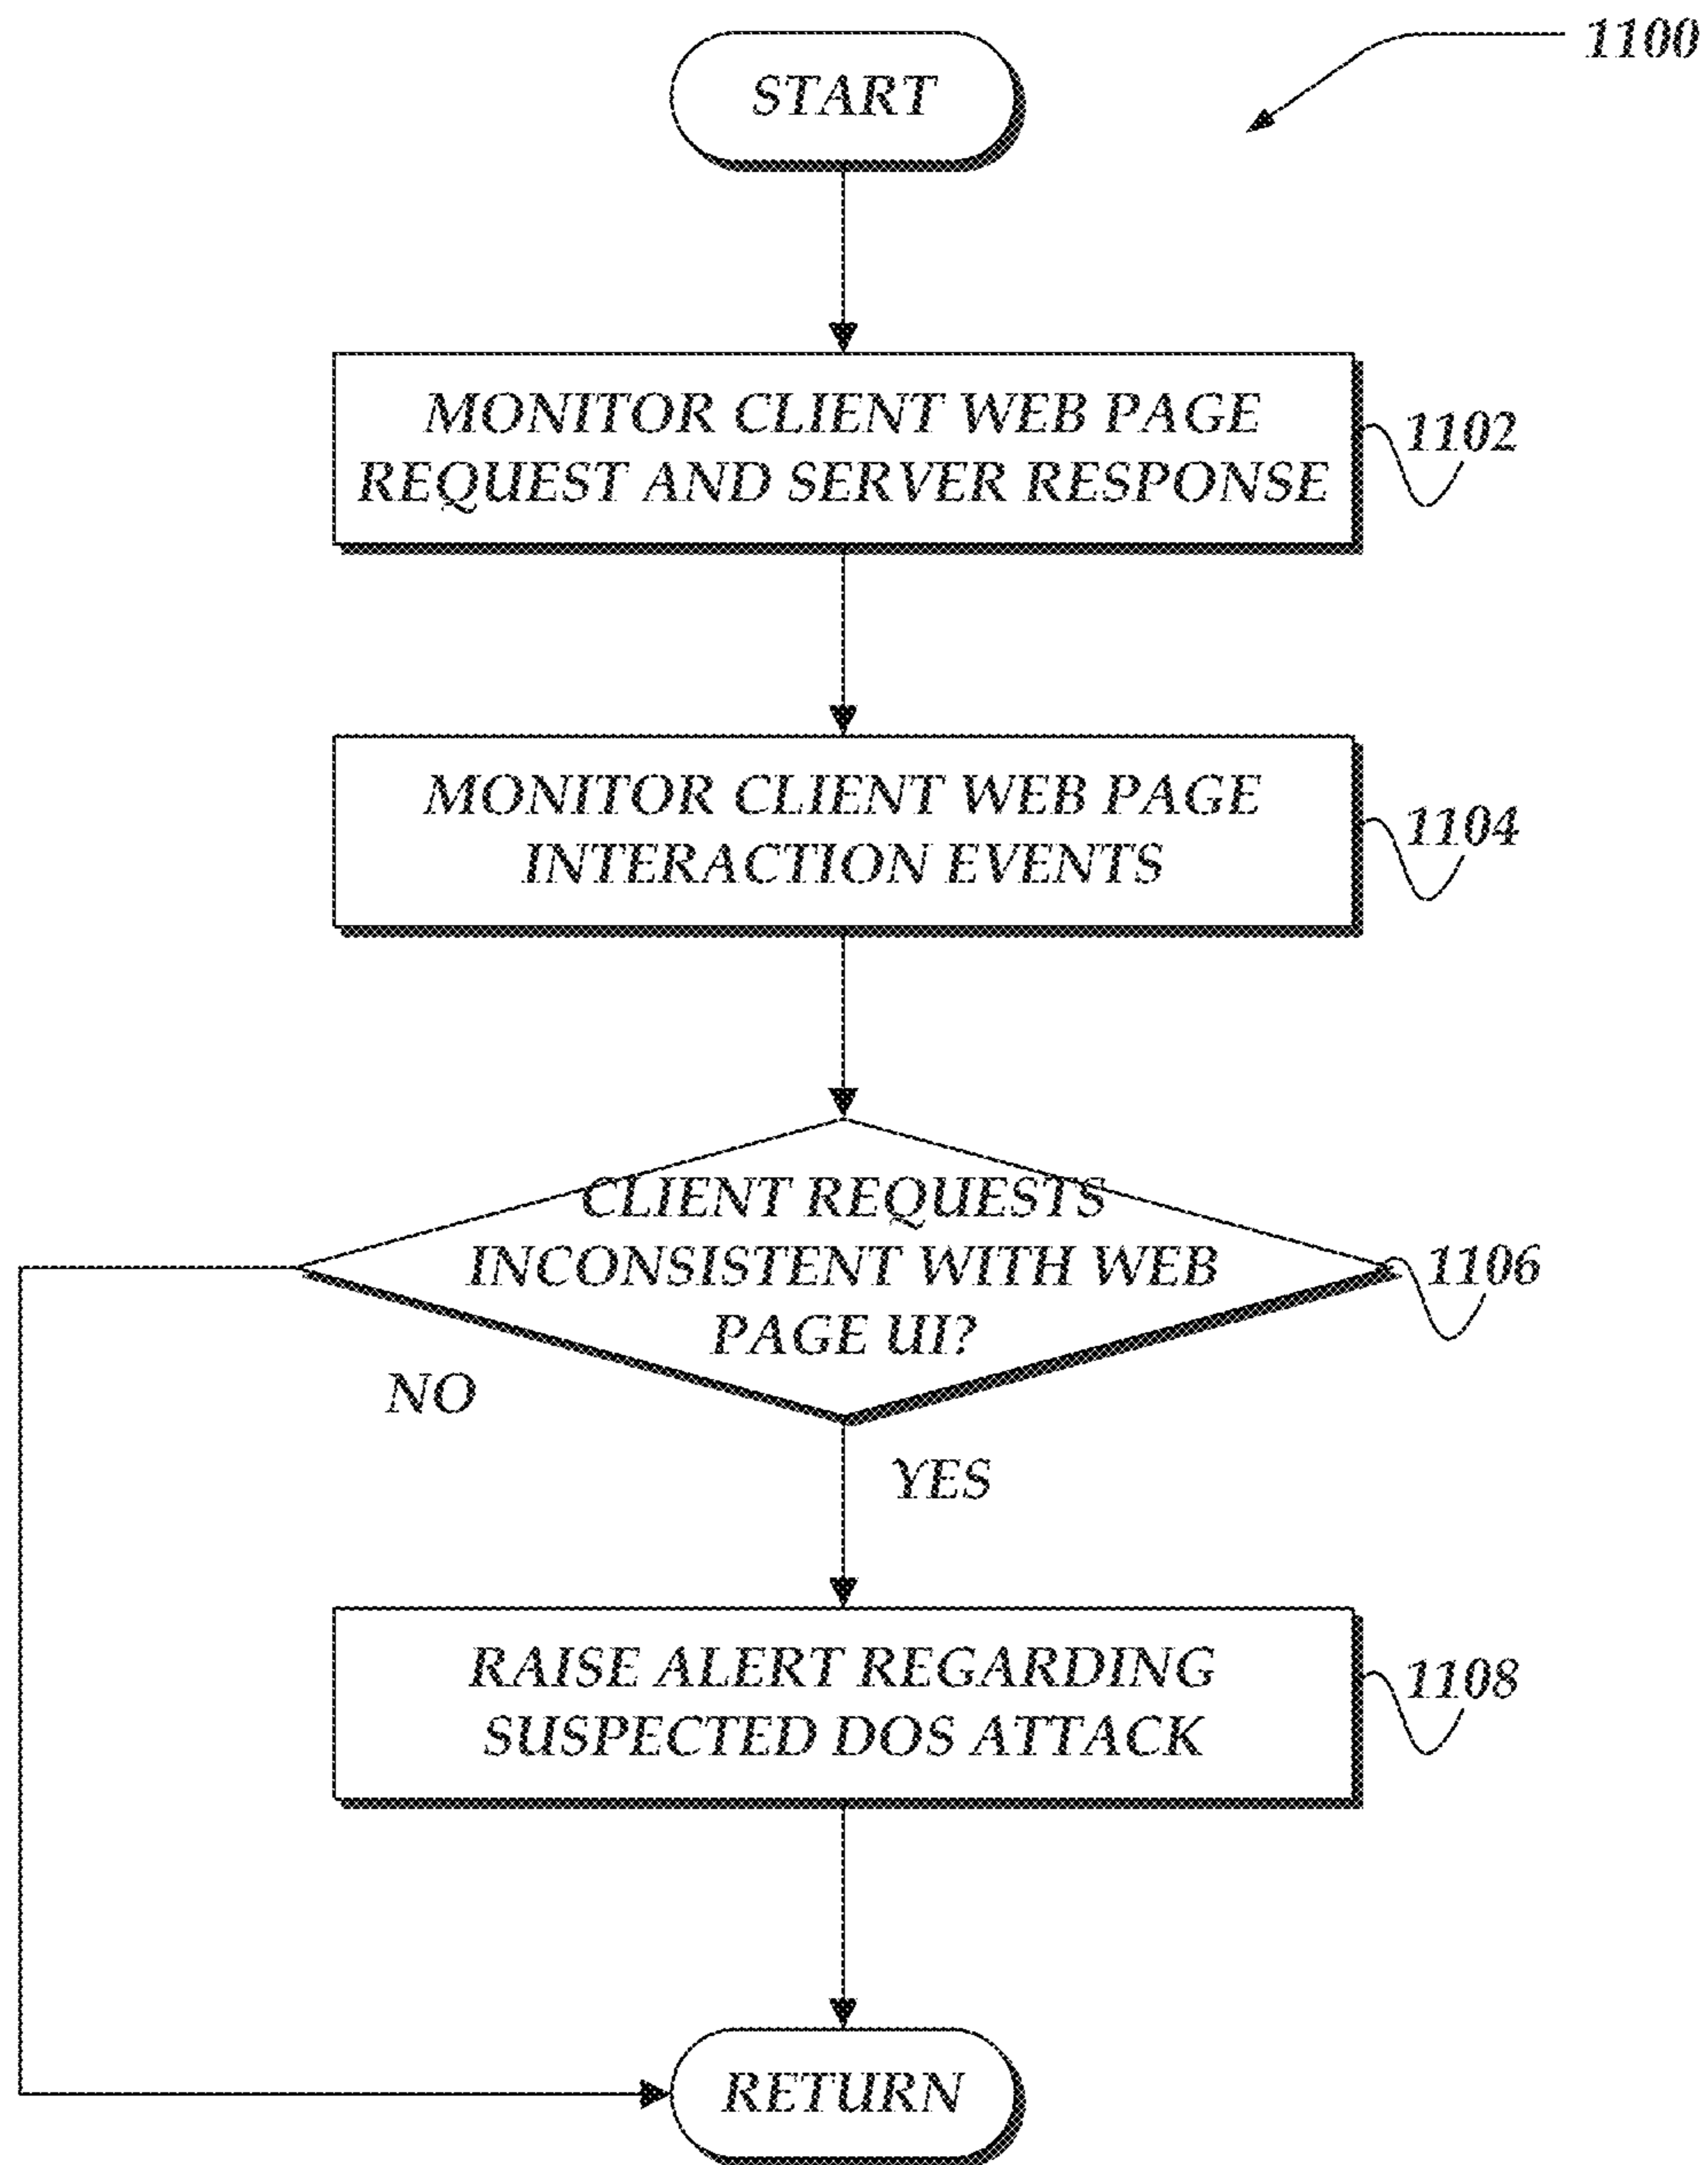 1100
START
MONITOR CLIENT WEB PAGE
REQUEST AND SERVER RESPONSE
1102
MONITOR CLIENT WEB PAGE
INTERACTION EVENTS
1104
CLIENT REQUESTS
INCONSISTENT WITH WEB
PAGE UI?
1106
NO
YES
RAISE ALERT REGARDING
SUSPECTED DOS ATTACK
1108
RETURN